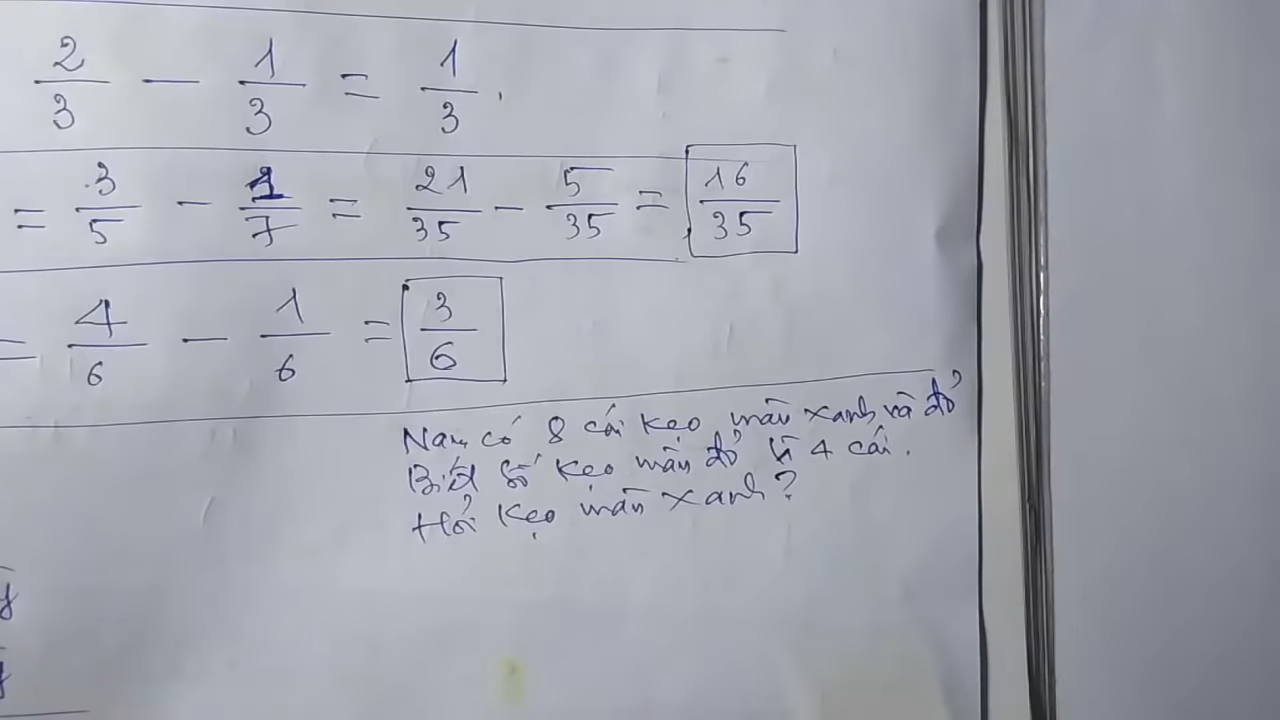 2/3 − 1/3 = 1/3.
= 3/5 − 1/7 = 21/35 − 5/35 = 16/35
= 4/6 − 1/6 = 3/6
Nam có 8 cái kẹo màu xanh và đỏ
Biết số kẹo màu đỏ là 4 cái.
Hỏi kẹo màu xanh?